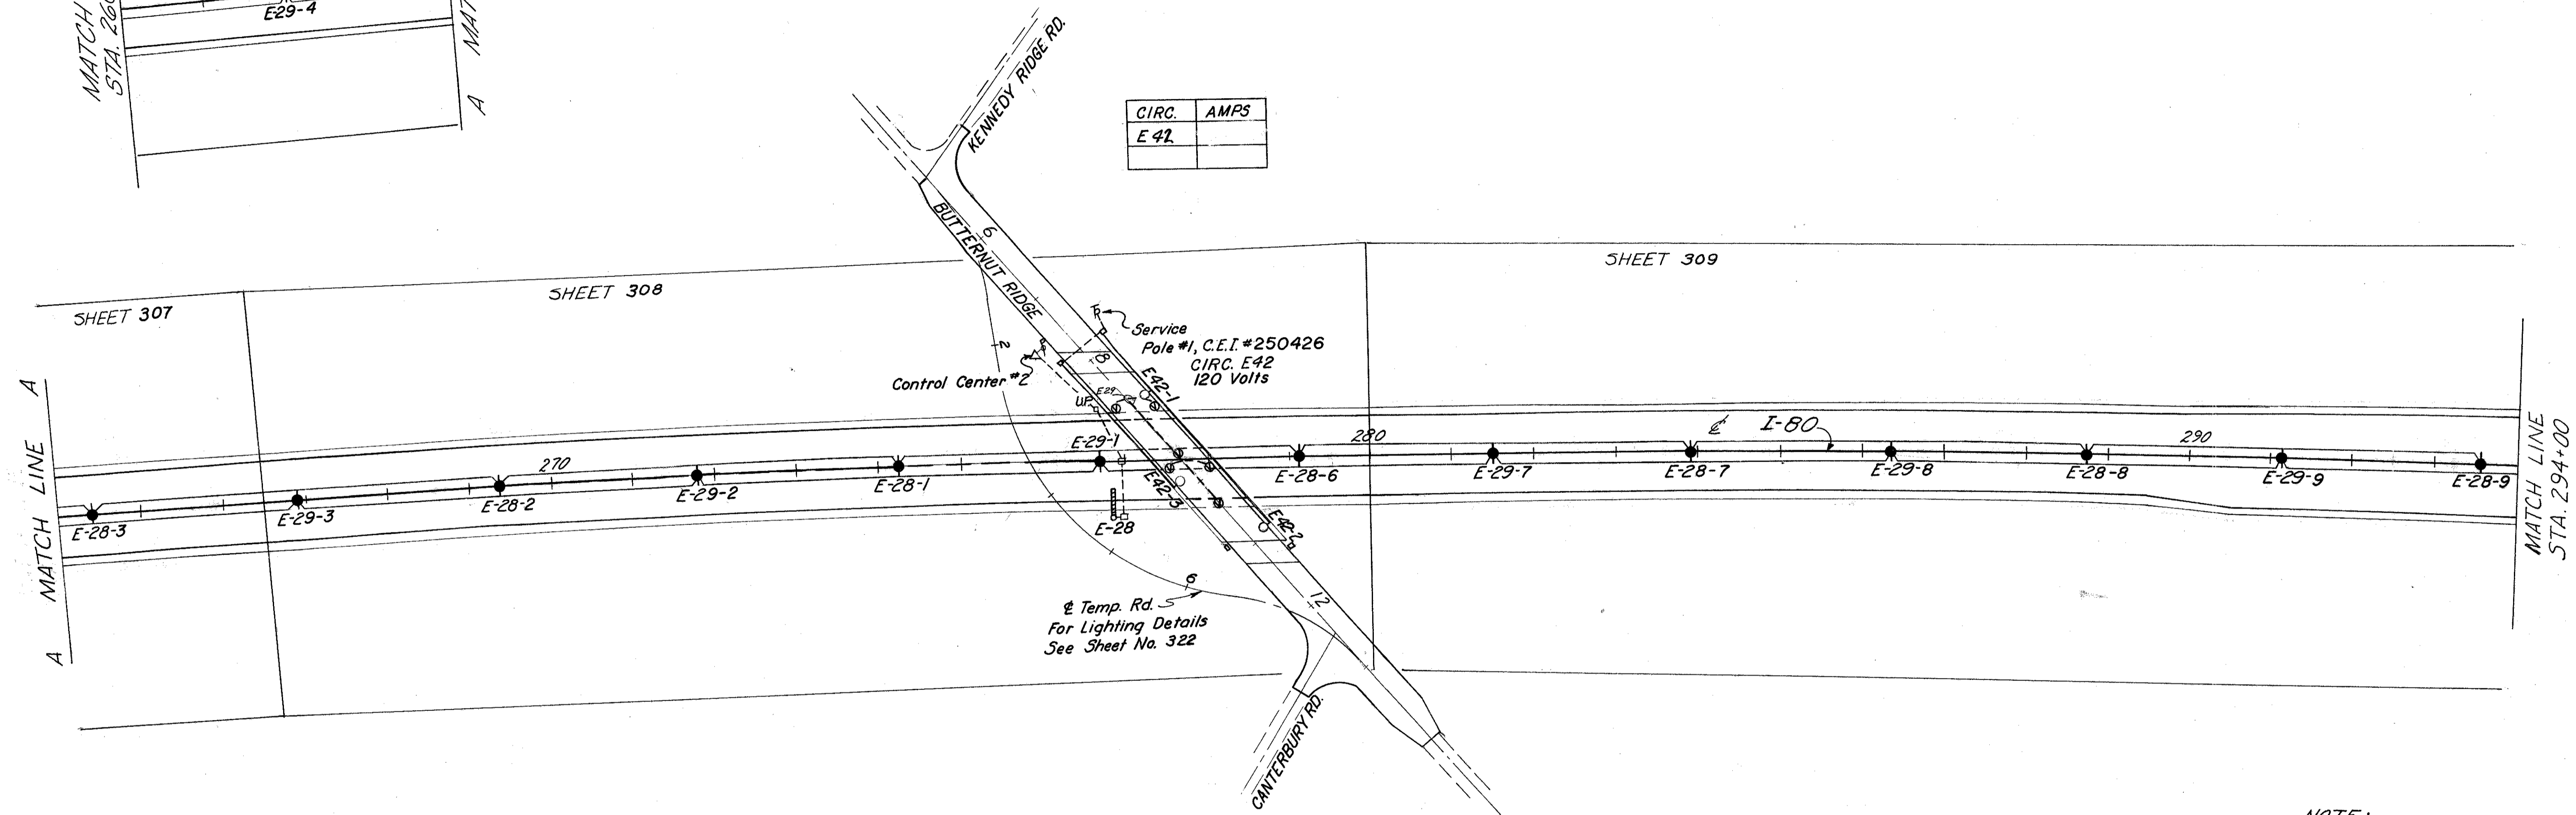 E-29-4
MATCH
STA. 260
A
MAT
KENNEDY RIDGE RD.
CIRC. AMPS
E 42
BUTTERNUT RIDGE
6
SHEET 307
SHEET 308
SHEET 309
Service
Pole #1, C.E.I. #250426
CIRC. E42
120 Volts
2
8
Control Center #2
U.P.
E29
E42-1
A MATCH LINE A
E-29-1
270
280
290
℄ I-80
E-28-3
E-29-3
E-28-2
E-29-2
E-28-1
E42-3
E-28-6
E-29-7
E-28-7
E-29-8
E-28-8
E-29-9
E-28-9
E-28
E42-2
MATCH LINE
STA. 294+00
6
12
℄ Temp. Rd.
For Lighting Details
See Sheet No. 322
CANTERBURY RD.
NOTE: